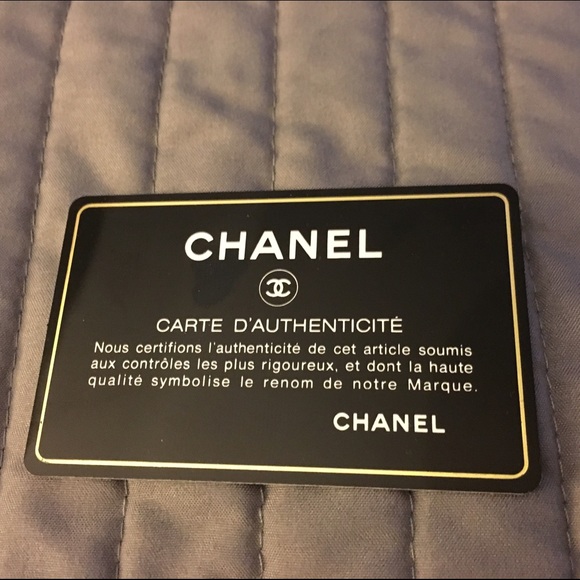 CHANEL
CARTE D'AUTHENTICITÉ
Nous certifions l'authenticité de cet article soumis
aux contrôles les plus rigoureux, et dont la haute
qualité symbolise le renom de notre Marque.
CHANEL